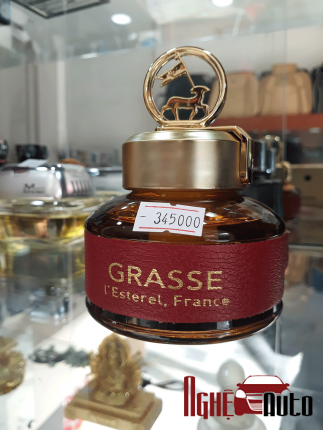 - 345000
GRASSE
l'Esterel, France
NGHỆ AUTO